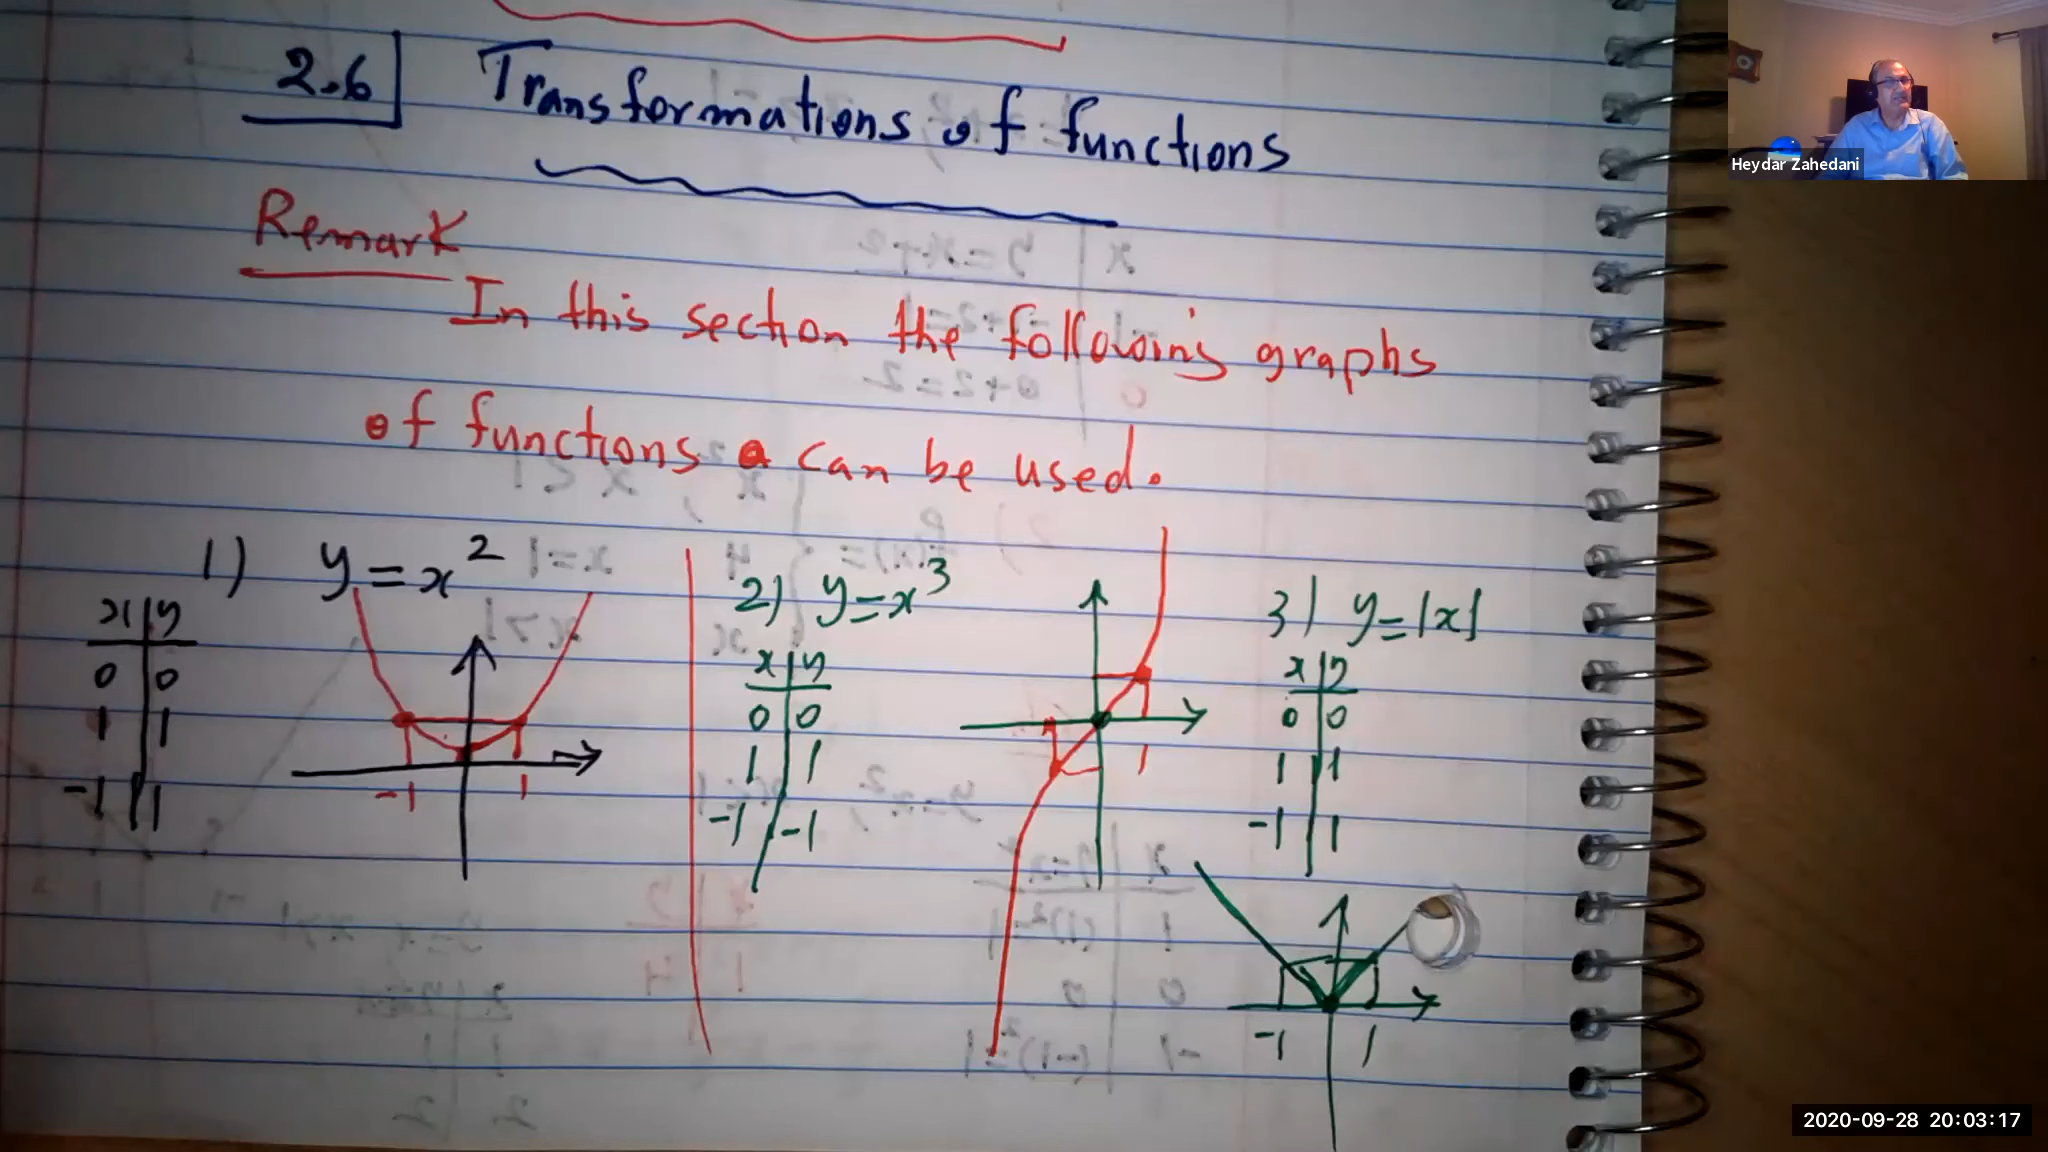 2.6 Transformations of functions
Heydar Zahedani
Remark
In this section the following graphs
of functions can be used.
1) y=x²
x y
0 0
1 1
-1 1
-1 1
2) y=x³
x y
0 0
1 1
-1 -1
1
3) y=|x|
x y
0 0
1 1
-1 1
-1 1
2020-09-28 20:03:17